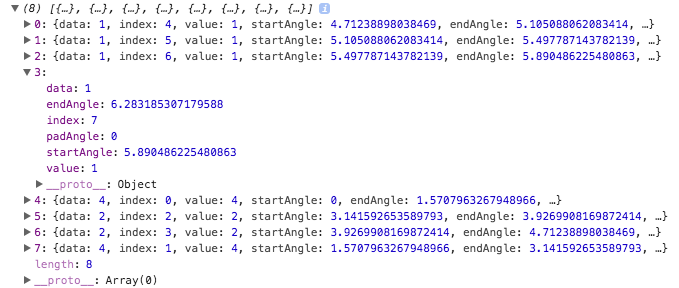 ▼ (8) [{…}, {…}, {…}, {…}, {…}, {…}, {…}, {…}] i
▶ 0: {data: 1, index: 4, value: 1, startAngle: 4.71238898038469, endAngle: 5.105088062083414, …}
▶ 1: {data: 1, index: 5, value: 1, startAngle: 5.105088062083414, endAngle: 5.497787143782139, …}
▶ 2: {data: 1, index: 6, value: 1, startAngle: 5.497787143782139, endAngle: 5.890486225480863, …}
▼ 3:
data: 1
endAngle: 6.283185307179588
index: 7
padAngle: 0
startAngle: 5.890486225480863
value: 1
▶ __proto__: Object
▶ 4: {data: 4, index: 0, value: 4, startAngle: 0, endAngle: 1.5707963267948966, …}
▶ 5: {data: 2, index: 2, value: 2, startAngle: 3.141592653589793, endAngle: 3.9269908169872414, …}
▶ 6: {data: 2, index: 3, value: 2, startAngle: 3.9269908169872414, endAngle: 4.71238898038469, …}
▶ 7: {data: 4, index: 1, value: 4, startAngle: 1.5707963267948966, endAngle: 3.141592653589793, …}
length: 8
▶ __proto__: Array(0)